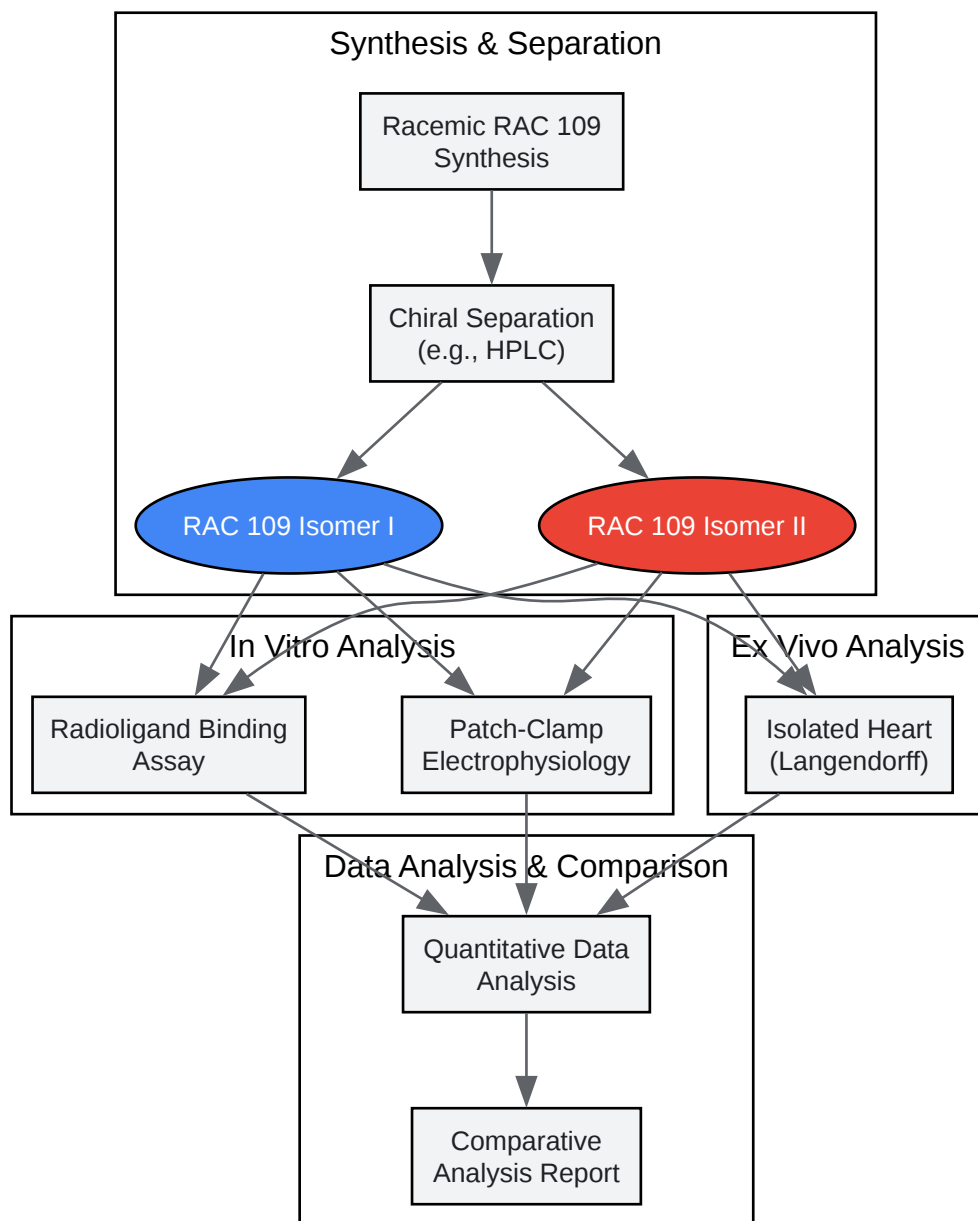 Synthesis & Separation
Racemic RAC 109
Synthesis
Chiral Separation
(e.g., HPLC)
RAC 109 Isomer I
RAC 109 Isomer II
In Vitro Analysis
Ex Vivo Analysis
Radioligand Binding
Assay
Patch-Clamp
Electrophysiology
Isolated Heart
(Langendorff)
Data Analysis & Comparison
Quantitative Data
Analysis
Comparative
Analysis Report